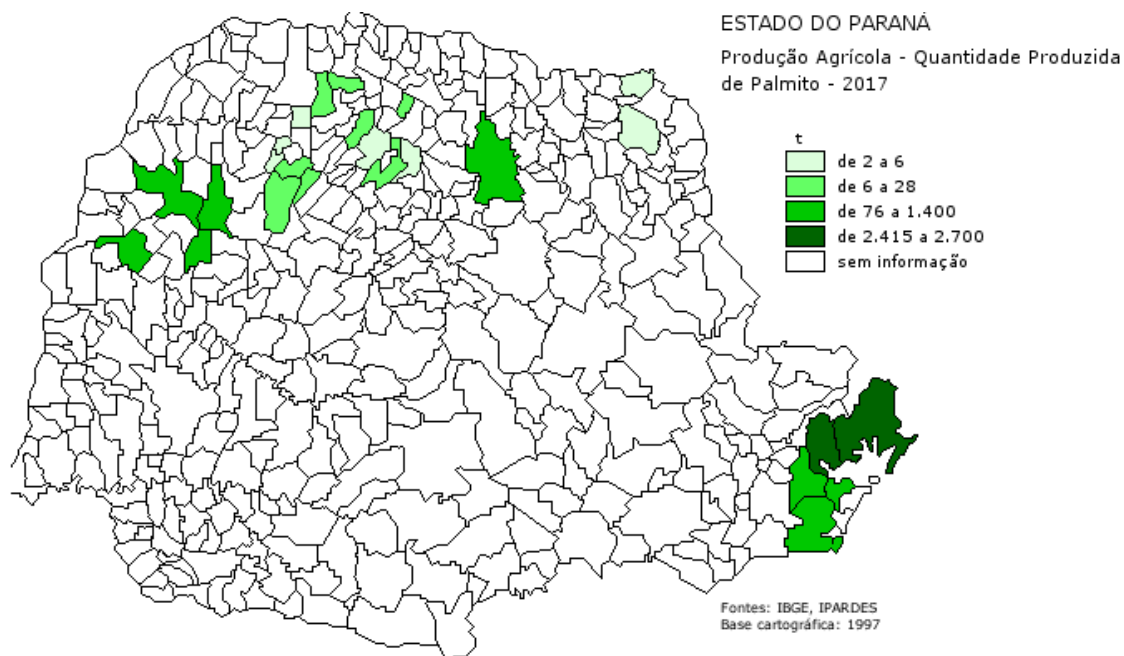 ESTADO DO PARANÁ
Produção Agrícola - Quantidade Produzida
de Palmito - 2017
t
de 2 a 6
de 6 a 28
de 76 a 1.400
de 2.415 a 2.700
sem informação
Fontes: IBGE, IPARDES
Base cartográfica: 1997